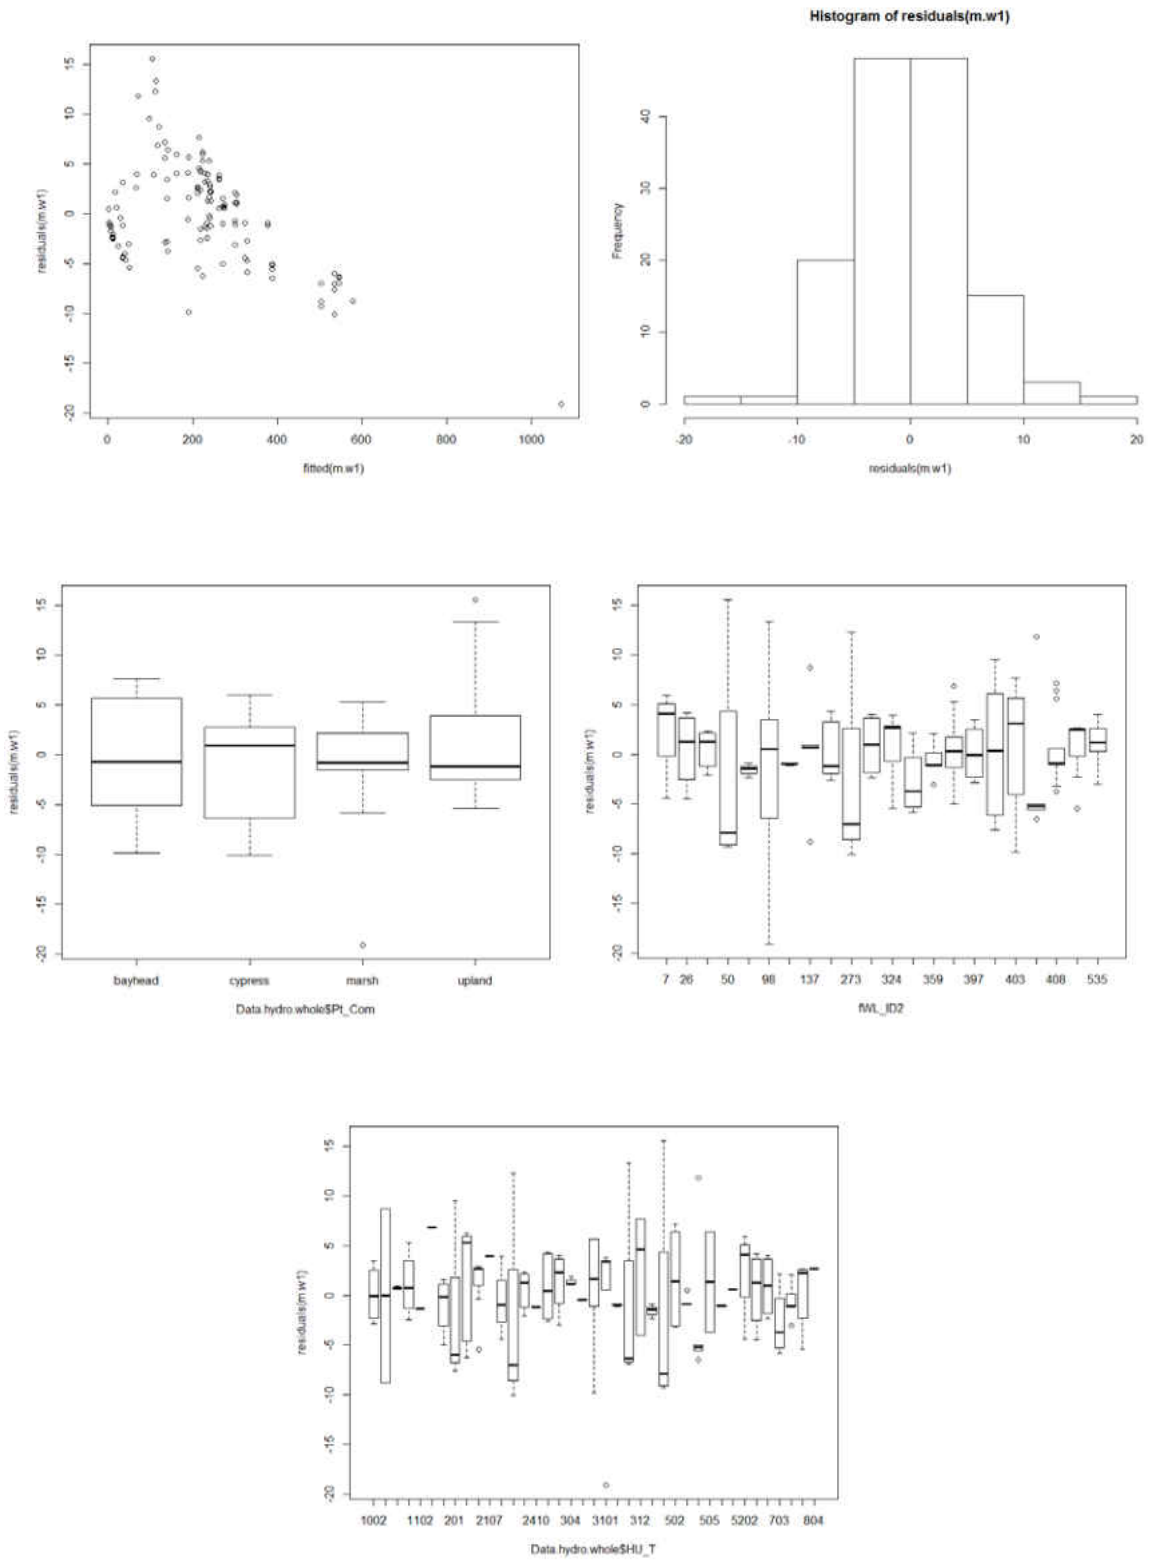 Histogram of residuals(m.w1)
15
10
5
0
-5
-10
-15
-20
residuals(m.w1)
0 200 400 600 800 1000
fitted(m.w1)
40
30
20
10
0
Frequency
-20 -10 0 10 20
residuals(m.w1)
15
10
5
0
-5
-10
-15
-20
residuals(m.w1)
bayhead cypress marsh upland
Data.hydro.whole$Pt_Com
15
10
5
0
-5
-10
-15
-20
residuals(m.w1)
7 26 50 98 137 273 324 359 397 403 408 535
fWL_ID2
15
10
5
0
-5
-10
-15
-20
residuals(m.w1)
1002 1102 201 2107 2410 304 3101 312 502 505 5202 703 804
Data.hydro.whole$HU_T